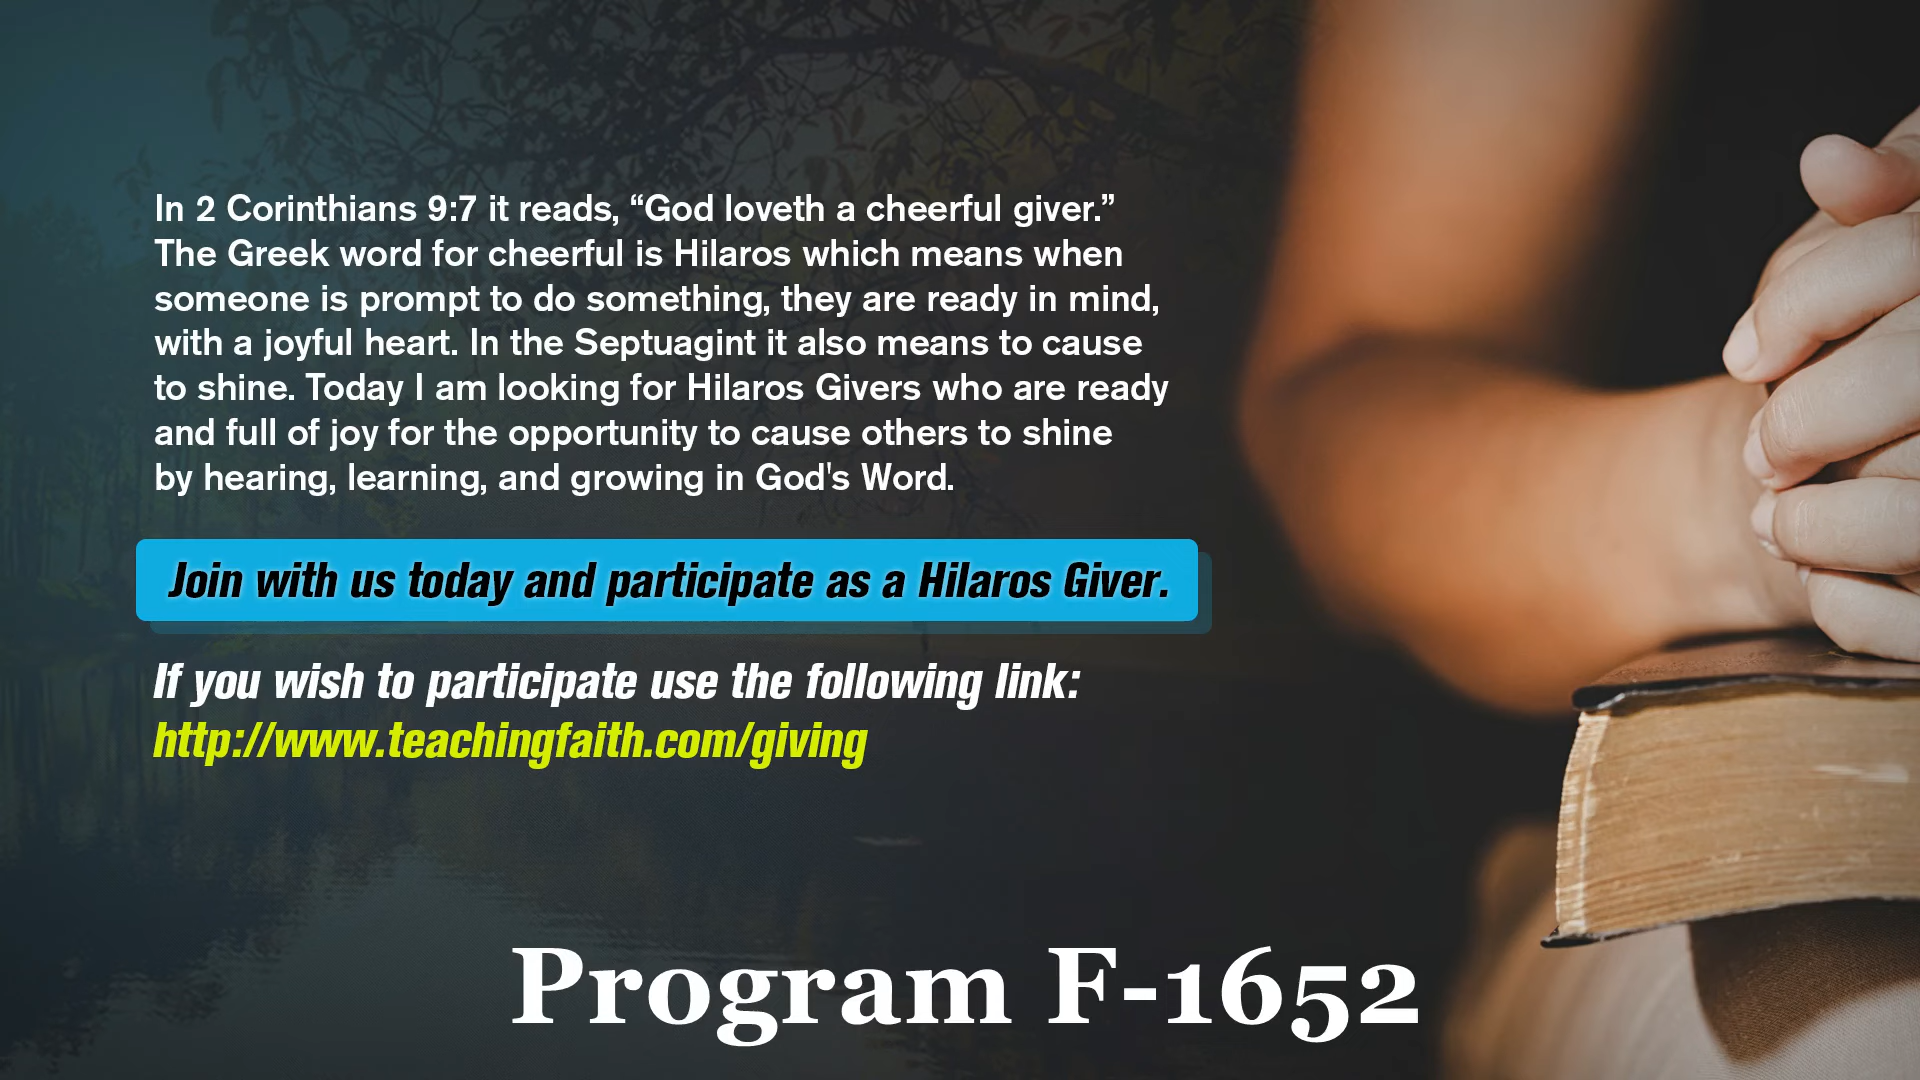 In 2 Corinthians 9:7 it reads, “God loveth a cheerful giver.”
The Greek word for cheerful is Hilaros which means when
someone is prompt to do something, they are ready in mind,
with a joyful heart. In the Septuagint it also means to cause
to shine. Today I am looking for Hilaros Givers who are ready
and full of joy for the opportunity to cause others to shine
by hearing, learning, and growing in God's Word.
Join with us today and participate as a Hilaros Giver.
If you wish to participate use the following link:
http://www.teachingfaith.com/giving
Program F-1652